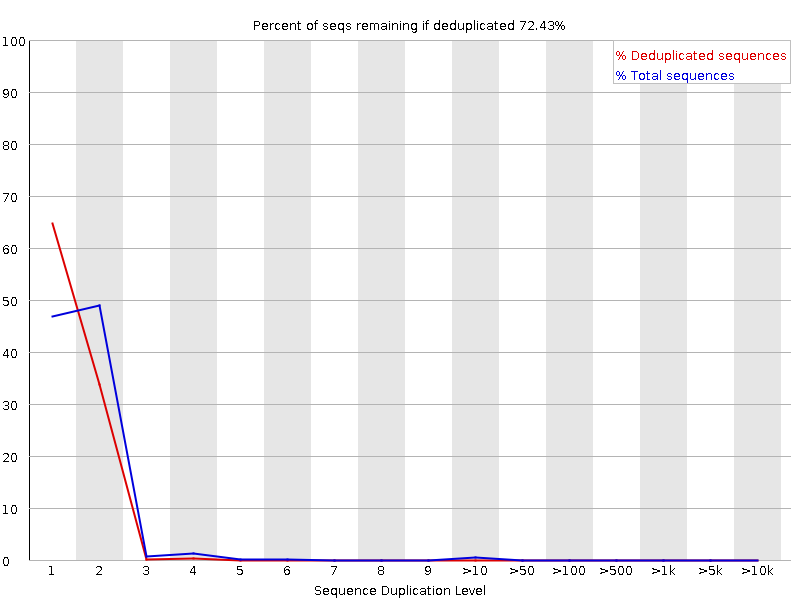 Percent of seqs remaining if deduplicated 72.43%
% Deduplicated sequences
% Total sequences
100
90
80
70
60
50
40
30
20
10
0
1 2 3 4 5 6 7 8 9 >10 >50 >100 >500 >1k >5k >10k
Sequence Duplication Level